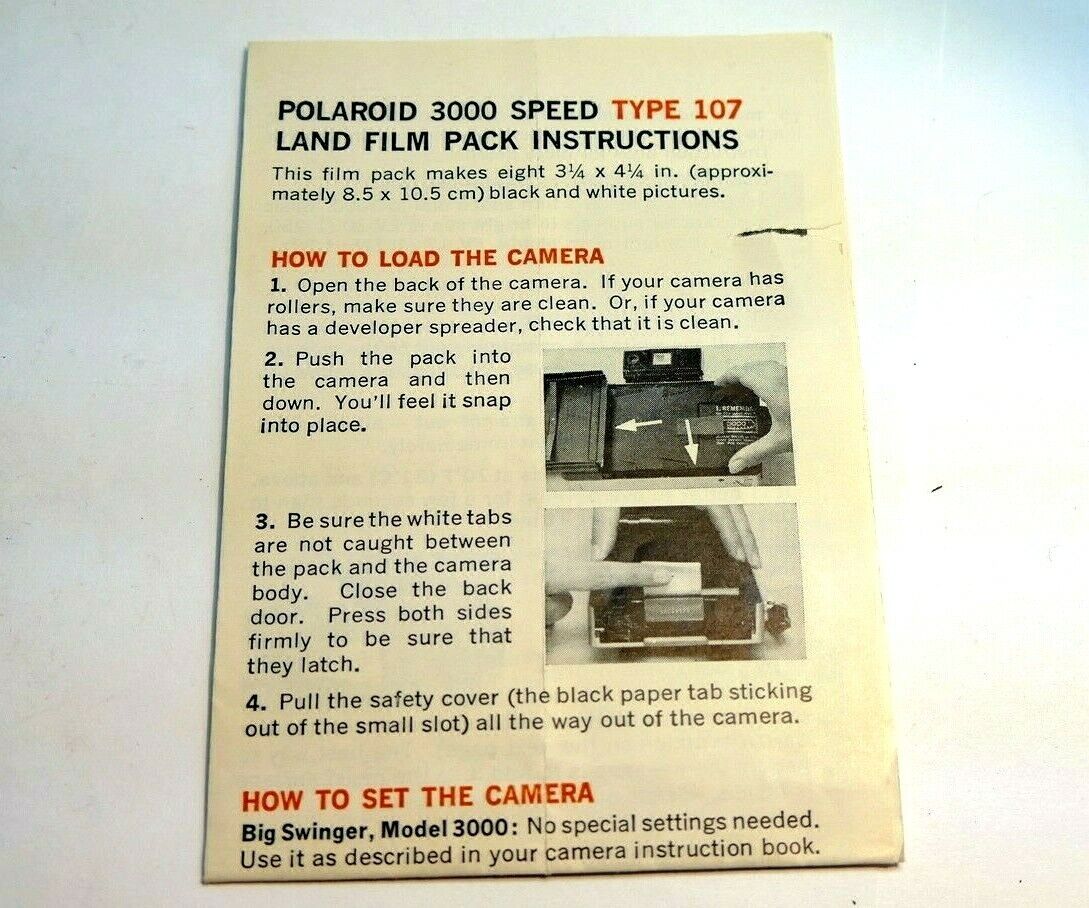 POLAROID 3000 SPEED TYPE 107
LAND FILM PACK INSTRUCTIONS
This film pack makes eight 3¼ x 4¼ in. (approxi-
mately 8.5 x 10.5 cm) black and white pictures.
HOW TO LOAD THE CAMERA
1. Open the back of the camera. If your camera has
rollers, make sure they are clean. Or, if your camera
has a developer spreader, check that it is clean.
2. Push the pack into
the camera and then
down. You'll feel it snap
into place.
3000
3. Be sure the white tabs
are not caught between
the pack and the camera
body. Close the back
door. Press both sides
firmly to be sure that
they latch.
4. Pull the safety cover (the black paper tab sticking
out of the small slot) all the way out of the camera.
HOW TO SET THE CAMERA
Big Swinger, Model 3000: No special settings needed.
Use it as described in your camera instruction book.